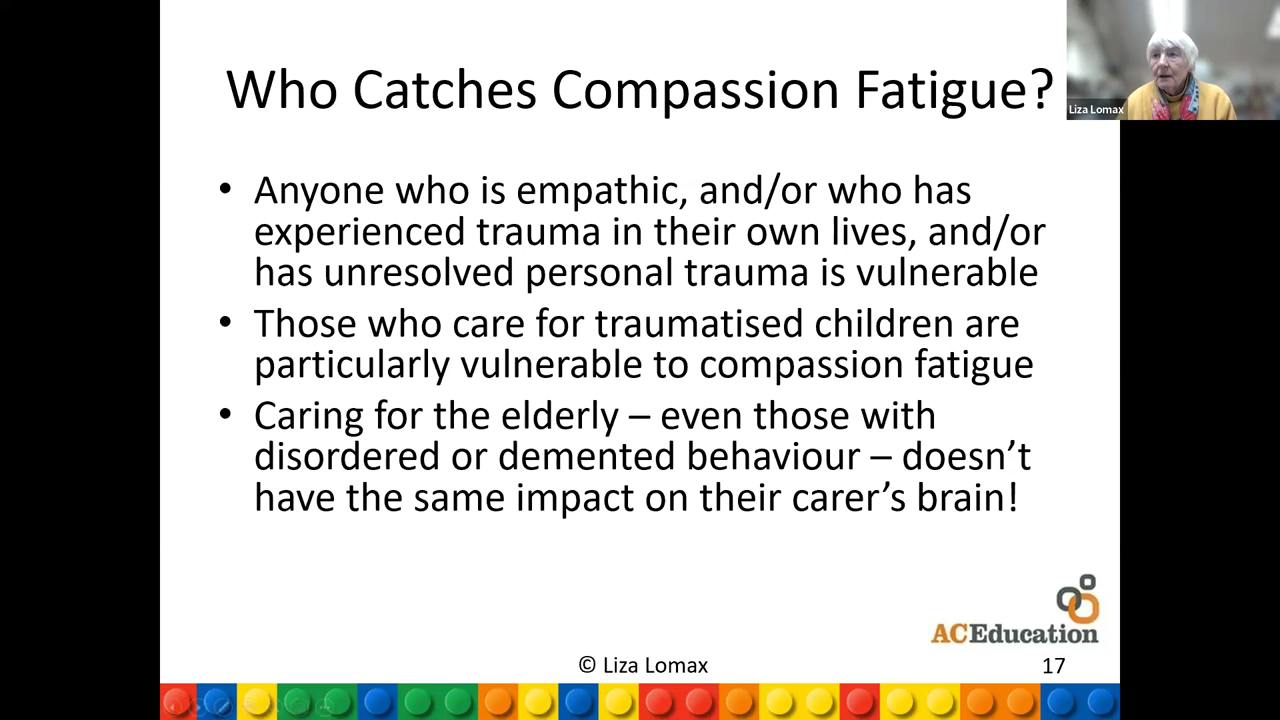 Who Catches Compassion Fatigue?
Liza Lomax
• Anyone who is empathic, and/or who has
experienced trauma in their own lives, and/or
has unresolved personal trauma is vulnerable
• Those who care for traumatised children are
particularly vulnerable to compassion fatigue
• Caring for the elderly – even those with
disordered or demented behaviour – doesn’t
have the same impact on their carer’s brain!
ACEducation
© Liza Lomax
17